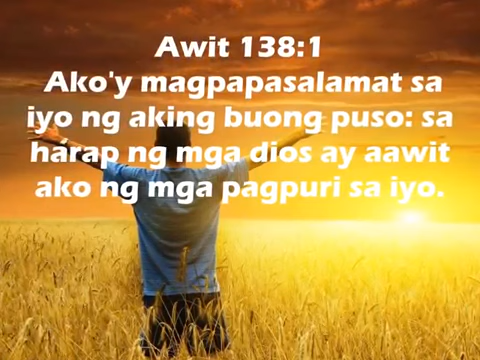 Awit 138:1
Ako'y magpapasalamat sa
iyo ng aking buong puso: sa
harap ng mga dios ay aawit
ako ng mga pagpuri sa iyo.